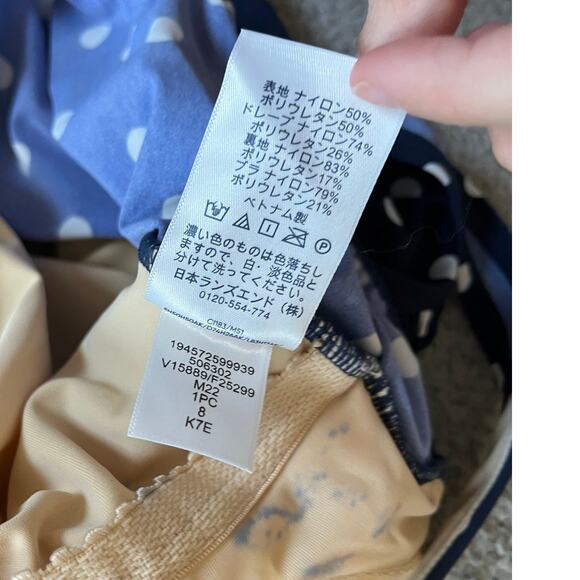 表地 ナイロン50%
ポリウレタン50%
ドレープ ナイロン74%
ポリウレタン26%
裏地 ナイロン83%
ポリウレタン17%
ブラ ナイロン79%
ポリウレタン21%
ベトナム製
濃い色のものは色落ちし
ますので、白・淡色品と
分けて洗ってください。
日本ランズエンド(株)
0120-554-774
CI183/M51
194572599939
506302
V15889/F25299
M22
1PC
8
K7E